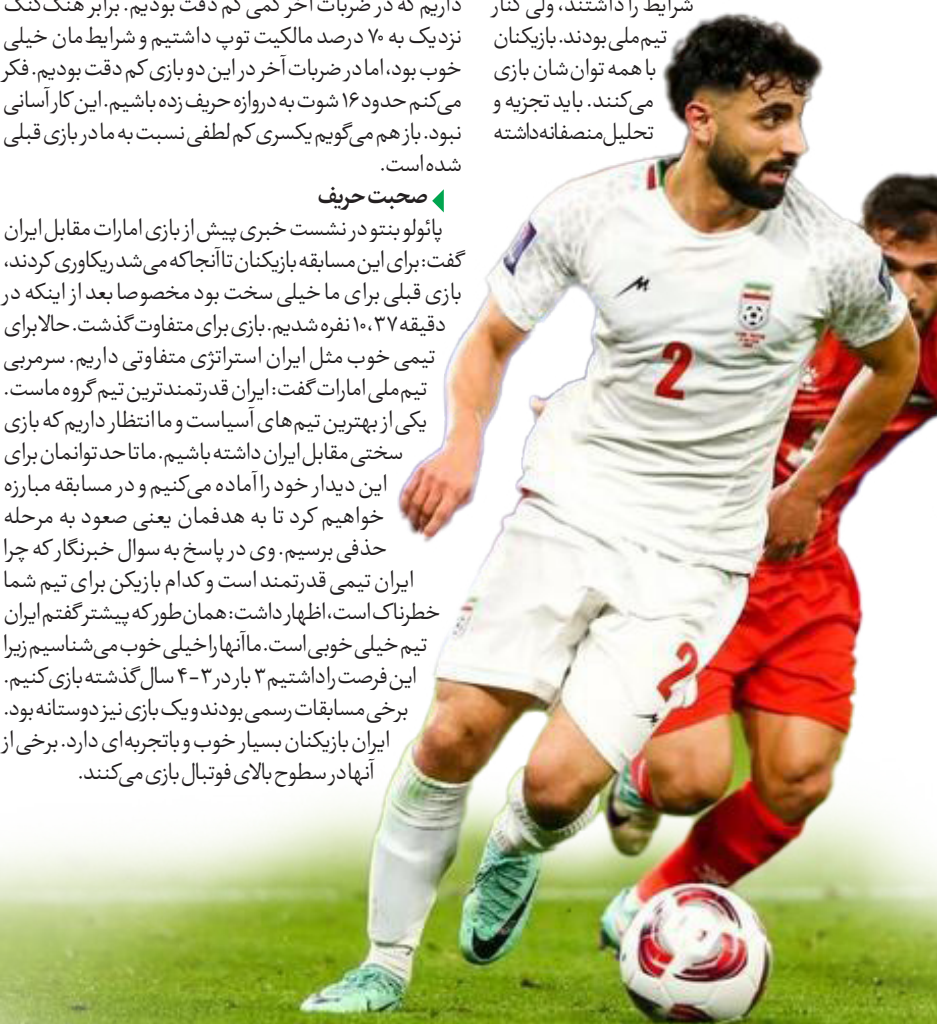 شرایط را داشتند، ولی کنار
تیم ملی بودند. بازیکنان
با همه توان شان بازی
می‌کنند. باید تجزیه و
تحلیل منصفانه داشته
داریم که در ضربات آخر کمی کم دقت بودیم. برابر هنگ کنگ
نزدیک به ۷۰ درصد مالکیت توپ داشتیم و شرایط مان خیلی
خوب بود، اما در ضربات آخر در این دو بازی کم دقت بودیم. فکر
می‌کنم حدود ۱۶ شوت به دروازه حریف زده باشیم. این کار آسانی
نبود. باز هم می‌گویم یکسری کم لطفی نسبت به ما در بازی قبلی
شده است.
صحبت حریف
پائولو بنتو در نشست خبری پیش از بازی امارات مقابل ایران
گفت: برای این مسابقه بازیکنان تا آنجا که می‌شد ریکاوری کردند،
بازی قبلی برای ما خیلی سخت بود مخصوصا بعد از اینکه در
دقیقه ۳۷، ۱۰ نفره شدیم. بازی برای متفاوت گذشت. حالا برای
تیمی خوب مثل ایران استراتژی متفاوتی داریم. سرمربی
تیم ملی امارات گفت: ایران قدرتمندترین تیم گروه ماست.
یکی از بهترین تیم‌های آسیاست و ما انتظار داریم که بازی
سختی مقابل ایران داشته باشیم. ما تا حد توانمان برای
این دیدار خود را آماده می‌کنیم و در مسابقه مبارزه
خواهیم کرد تا به هدفمان یعنی صعود به مرحله
حذفی برسیم. وی در پاسخ به سوال خبرنگار که چرا
ایران تیمی قدرتمند است و کدام بازیکن برای تیم شما
خطرناک است، اظهار داشت: همان طور که پیشتر گفتم ایران
تیم خیلی خوبی است. ما آنها را خیلی خوب می‌شناسیم زیرا
این فرصت را داشتیم ۳ بار در ۳-۴ سال گذشته بازی کنیم.
برخی مسابقات رسمی بودند و یک بازی نیز دوستانه بود.
ایران بازیکنان بسیار خوب و باتجربه‌ای دارد. برخی از
آنها در سطوح بالای فوتبال بازی می‌کنند.
2
2